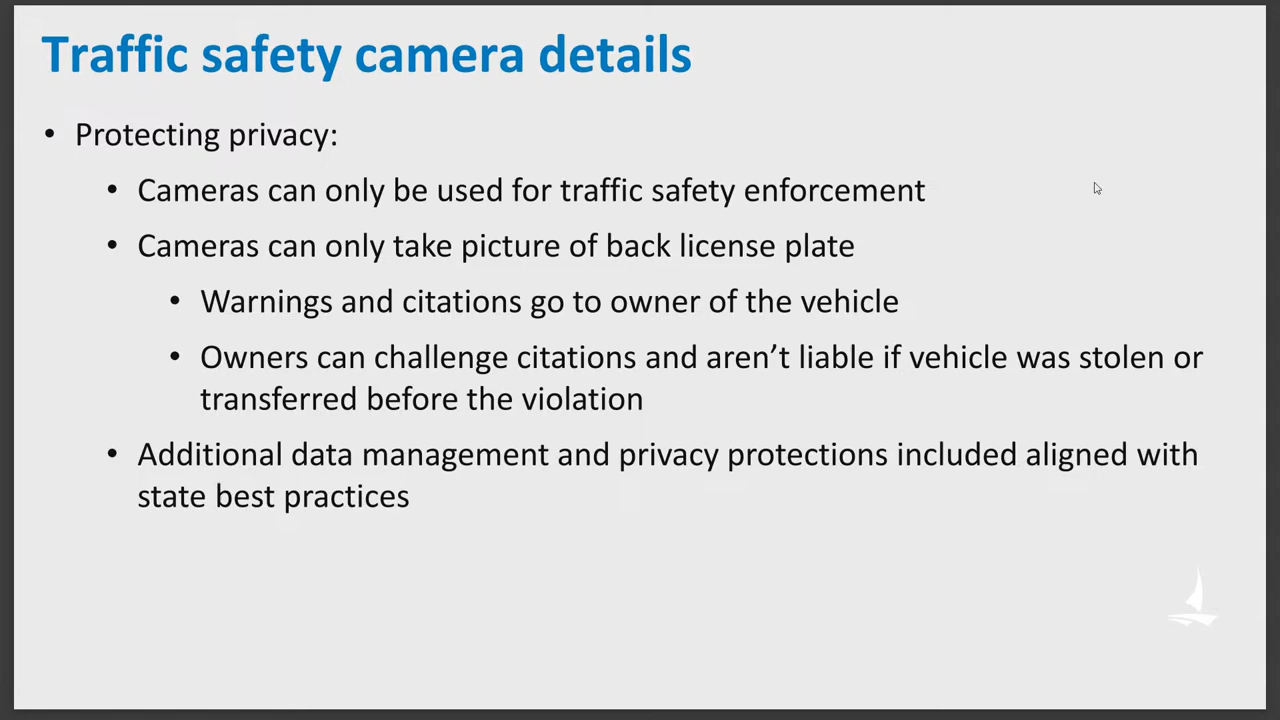 Traffic safety camera details
• Protecting privacy:
• Cameras can only be used for traffic safety enforcement
• Cameras can only take picture of back license plate
• Warnings and citations go to owner of the vehicle
• Owners can challenge citations and aren’t liable if vehicle was stolen or
transferred before the violation
• Additional data management and privacy protections included aligned with
state best practices